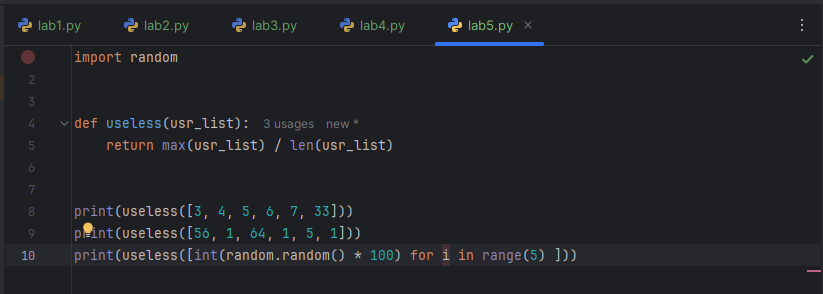 lab1.py lab2.py lab3.py lab4.py lab5.py
import random
2
3
4 def useless(usr_list): 3 usages new *
5 return max(usr_list) / len(usr_list)
6
7
8 print(useless([3, 4, 5, 6, 7, 33]))
9 print(useless([56, 1, 64, 1, 5, 1]))
10 print(useless([int(random.random() * 100) for i in range(5) ]))